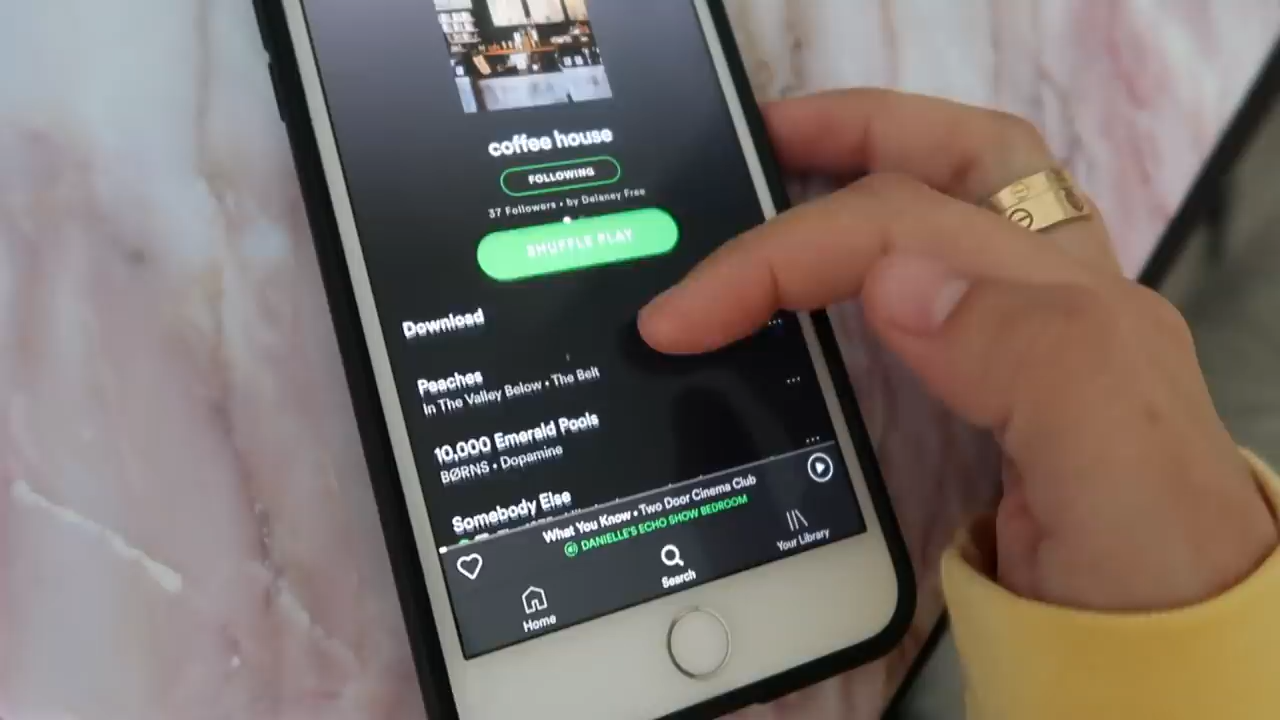 coffee house
FOLLOWING
37 Followers • by Delaney Free
SHUFFLE PLAY
Download
Peaches
In The Valley Below • The Belt
10,000 Emerald Pools
BØRNS • Dopamine
Somebody Else
What You Know • Two Door Cinema Club
DANIELLE'S ECHO SHOW BEDROOM
Home
Search
Your Library